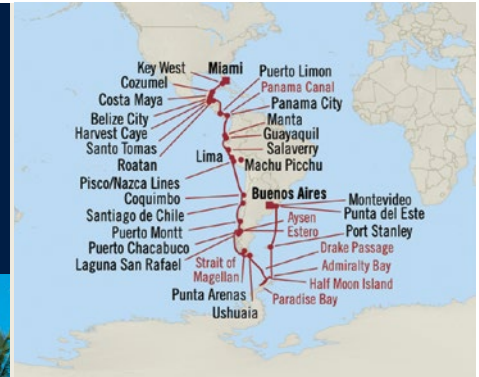 Key West
Miami
Cozumel
Costa Maya
Belize City
Harvest Caye
Santo Tomas
Roatan
Puerto Limon
Panama Canal
Panama City
Manta
Guayaquil
Salaverry
Lima
Machu Picchu
Pisco/Nazca Lines
Coquimbo
Santiago de Chile
Puerto Montt
Puerto Chacabuco
Laguna San Rafael
Buenos Aires
Montevideo
Punta del Este
Aysen
Estero
Port Stanley
Drake Passage
Strait of
Magellan
Admiralty Bay
Half Moon Island
Punta Arenas
Paradise Bay
Ushuaia